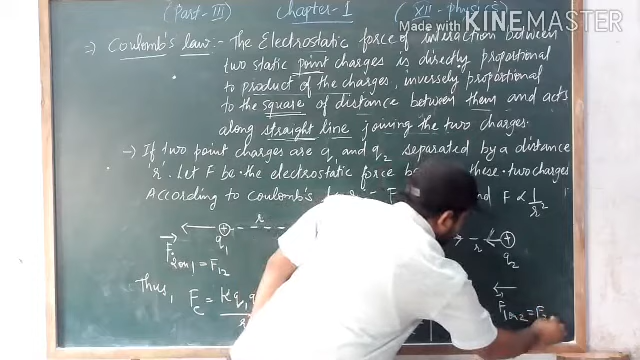 Made with KINEMASTER
(Part-III) Chapter-1 (XII-physics)
⇒ Coulomb's law:- The Electrostatic force of interaction between
two static point charges is directly proportional
to product of the charges, inversely proportional
to the square of distance between them and acts
along straight line joining the two charges.
→ If two point charges are q1 and q2 separated by a distance
'r'. Let F be the electrostatic force these two charges
According to Coulomb's F and F ∝ 1/r²
r
q1 r q2
F2on1 = F12
Thus, Fc = Kq1q
F1on2 = F